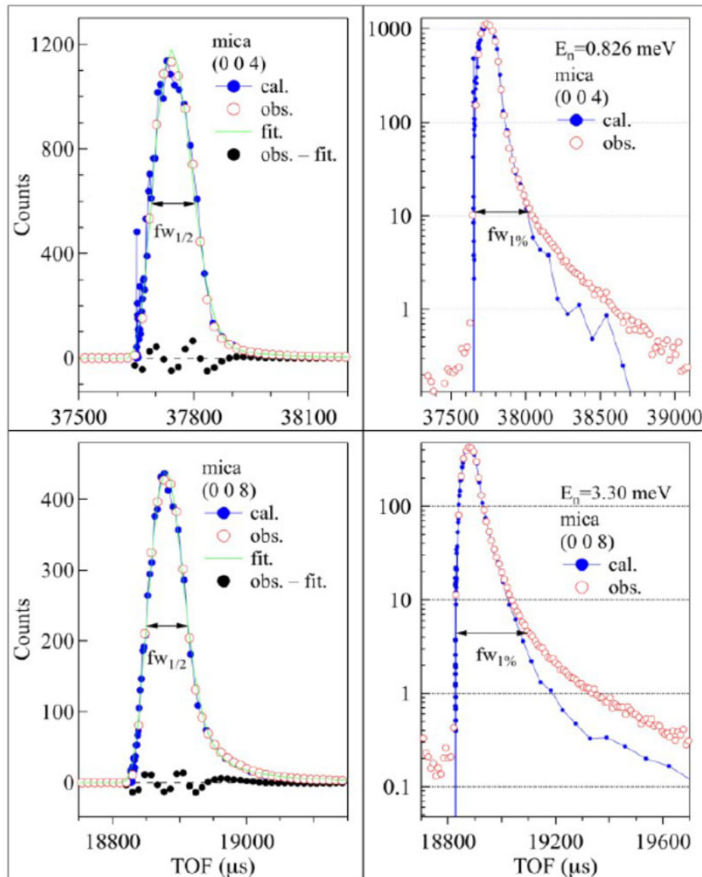 1200
900
600
300
0
Counts
mica
(0 0 4)
cal.
obs.
fit.
obs. – fit.
fw1/2
37500 37800 38100
1000
100
10
1
En=0.826 meV
mica
(0 0 4)
cal.
obs.
fw1%
37500 38000 38500 39000
400
300
200
100
0
Counts
mica
(0 0 8)
cal.
obs.
fit.
obs. – fit.
fw1/2
18800 19000
TOF (μs)
100
10
1
0.1
En=3.30 meV
mica
(0 0 8)
cal.
obs.
fw1%
18800 19200 19600
TOF (μs)